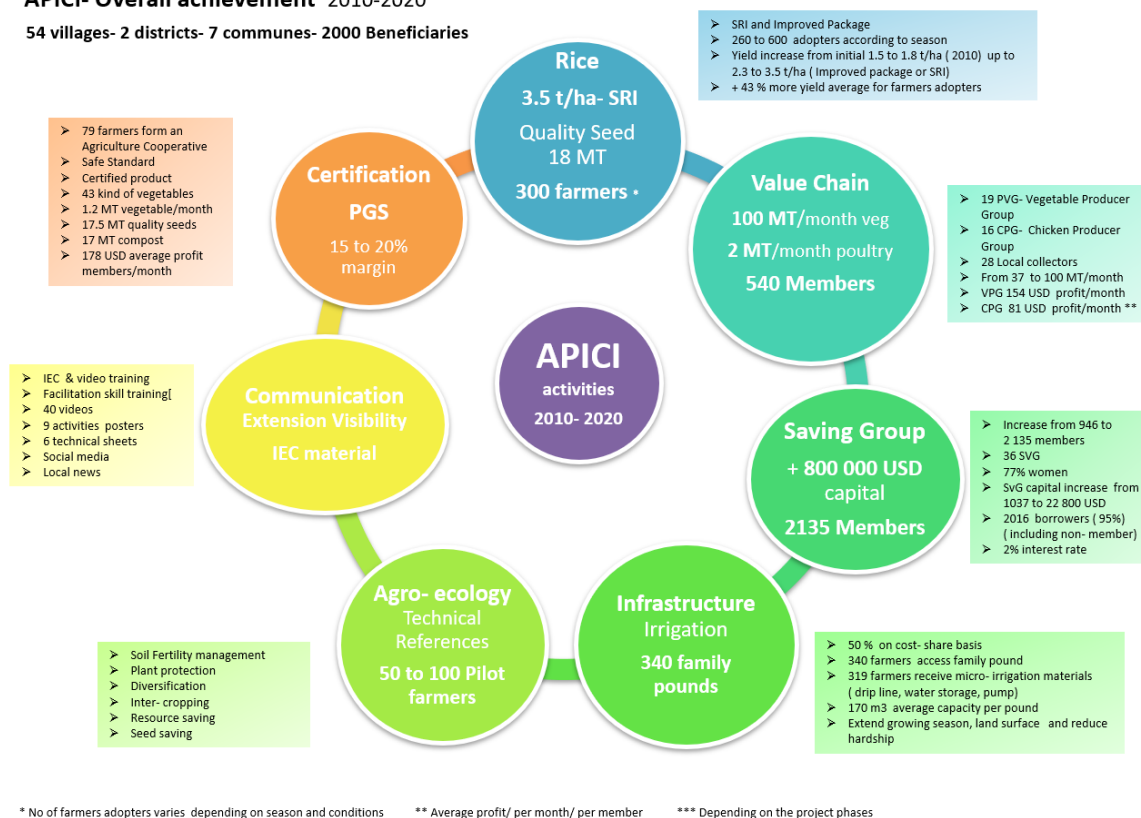 APICI- Overall achievement 2010-2020
54 villages- 2 districts- 7 communes- 2000 Beneficiaries
Rice
3.5 t/ha- SRI
Quality Seed
18 MT
300 farmers *
➢ SRI and Improved Package
➢ 260 to 600 adopters according to season
➢ Yield increase from initial 1.5 to 1.8 t/ha ( 2010) up to
2.3 to 3.5 t/ha ( Improved package or SRI)
➢ + 43 % more yield average for farmers adopters
Value Chain
100 MT/month veg
2 MT/month poultry
540 Members
➢ 19 PVG- Vegetable Producer
Group
➢ 16 CPG- Chicken Producer
Group
➢ 28 Local collectors
➢ From 37 to 100 MT/month
➢ VPG 154 USD profit/month
➢ CPG 81 USD profit/month **
Saving Group
+ 800 000 USD
capital
2135 Members
➢ Increase from 946 to
2 135 members
➢ 36 SVG
➢ 77% women
➢ SvG capital increase from
1037 to 22 800 USD
➢ 2016 borrowers ( 95%)
( including non- member)
➢ 2% interest rate
Infrastructure
Irrigation
340 family
pounds
➢ 50 % on cost- share basis
➢ 340 farmers access family pound
➢ 319 farmers receive micro- irrigation materials
( drip line, water storage, pump)
➢ 170 m3 average capacity per pound
➢ Extend growing season, land surface and reduce
hardship
Agro- ecology
Technical
References
50 to 100 Pilot
farmers
➢ Soil Fertility management
➢ Plant protection
➢ Diversification
➢ Inter- cropping
➢ Resource saving
➢ Seed saving
Communication
Extension Visibility
IEC material
➢ IEC & video training
➢ Facilitation skill training[
➢ 40 videos
➢ 9 activities posters
➢ 6 technical sheets
➢ Social media
➢ Local news
Certification
PGS
15 to 20%
margin
➢ 79 farmers form an
Agriculture Cooperative
➢ Safe Standard
➢ Certified product
➢ 43 kind of vegetables
➢ 1.2 MT vegetable/month
➢ 17.5 MT quality seeds
➢ 17 MT compost
➢ 178 USD average profit
members/month
APICI
activities
2010- 2020
* No of farmers adopters varies depending on season and conditions
** Average profit/ per month/ per member
*** Depending on the project phases